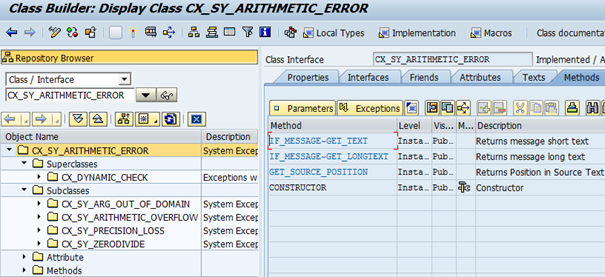 Class Builder: Display Class CX_SY_ARITHMETIC_ERROR
Local Types Implementation Macros Class documenta
Repository Browser
Class / Interface
CX_SY_ARITHMETIC_ERROR
Object Name Description
CX_SY_ARITHMETIC_ERROR System Excep
Superclasses
CX_DYNAMIC_CHECK Exceptions w
Subclasses
CX_SY_ARG_OUT_OF_DOMAIN System Excep
CX_SY_ARITHMETIC_OVERFLOW System Excep
CX_SY_PRECISION_LOSS System Excep
CX_SY_ZERODIVIDE System Excep
Attribute
Methods
Class Interface CX_SY_ARITHMETIC_ERROR Implemented / A
Properties Interfaces Friends Attributes Texts Methods
Parameters Exceptions
Method Level Vis... M... Description
IF_MESSAGE~GET_TEXT Insta... Pub... Returns message short text
IF_MESSAGE~GET_LONGTEXT Insta... Pub... Returns message long text
GET_SOURCE_POSITION Insta... Pub... Returns Position in Source Text
CONSTRUCTOR Insta... Pub... Constructor